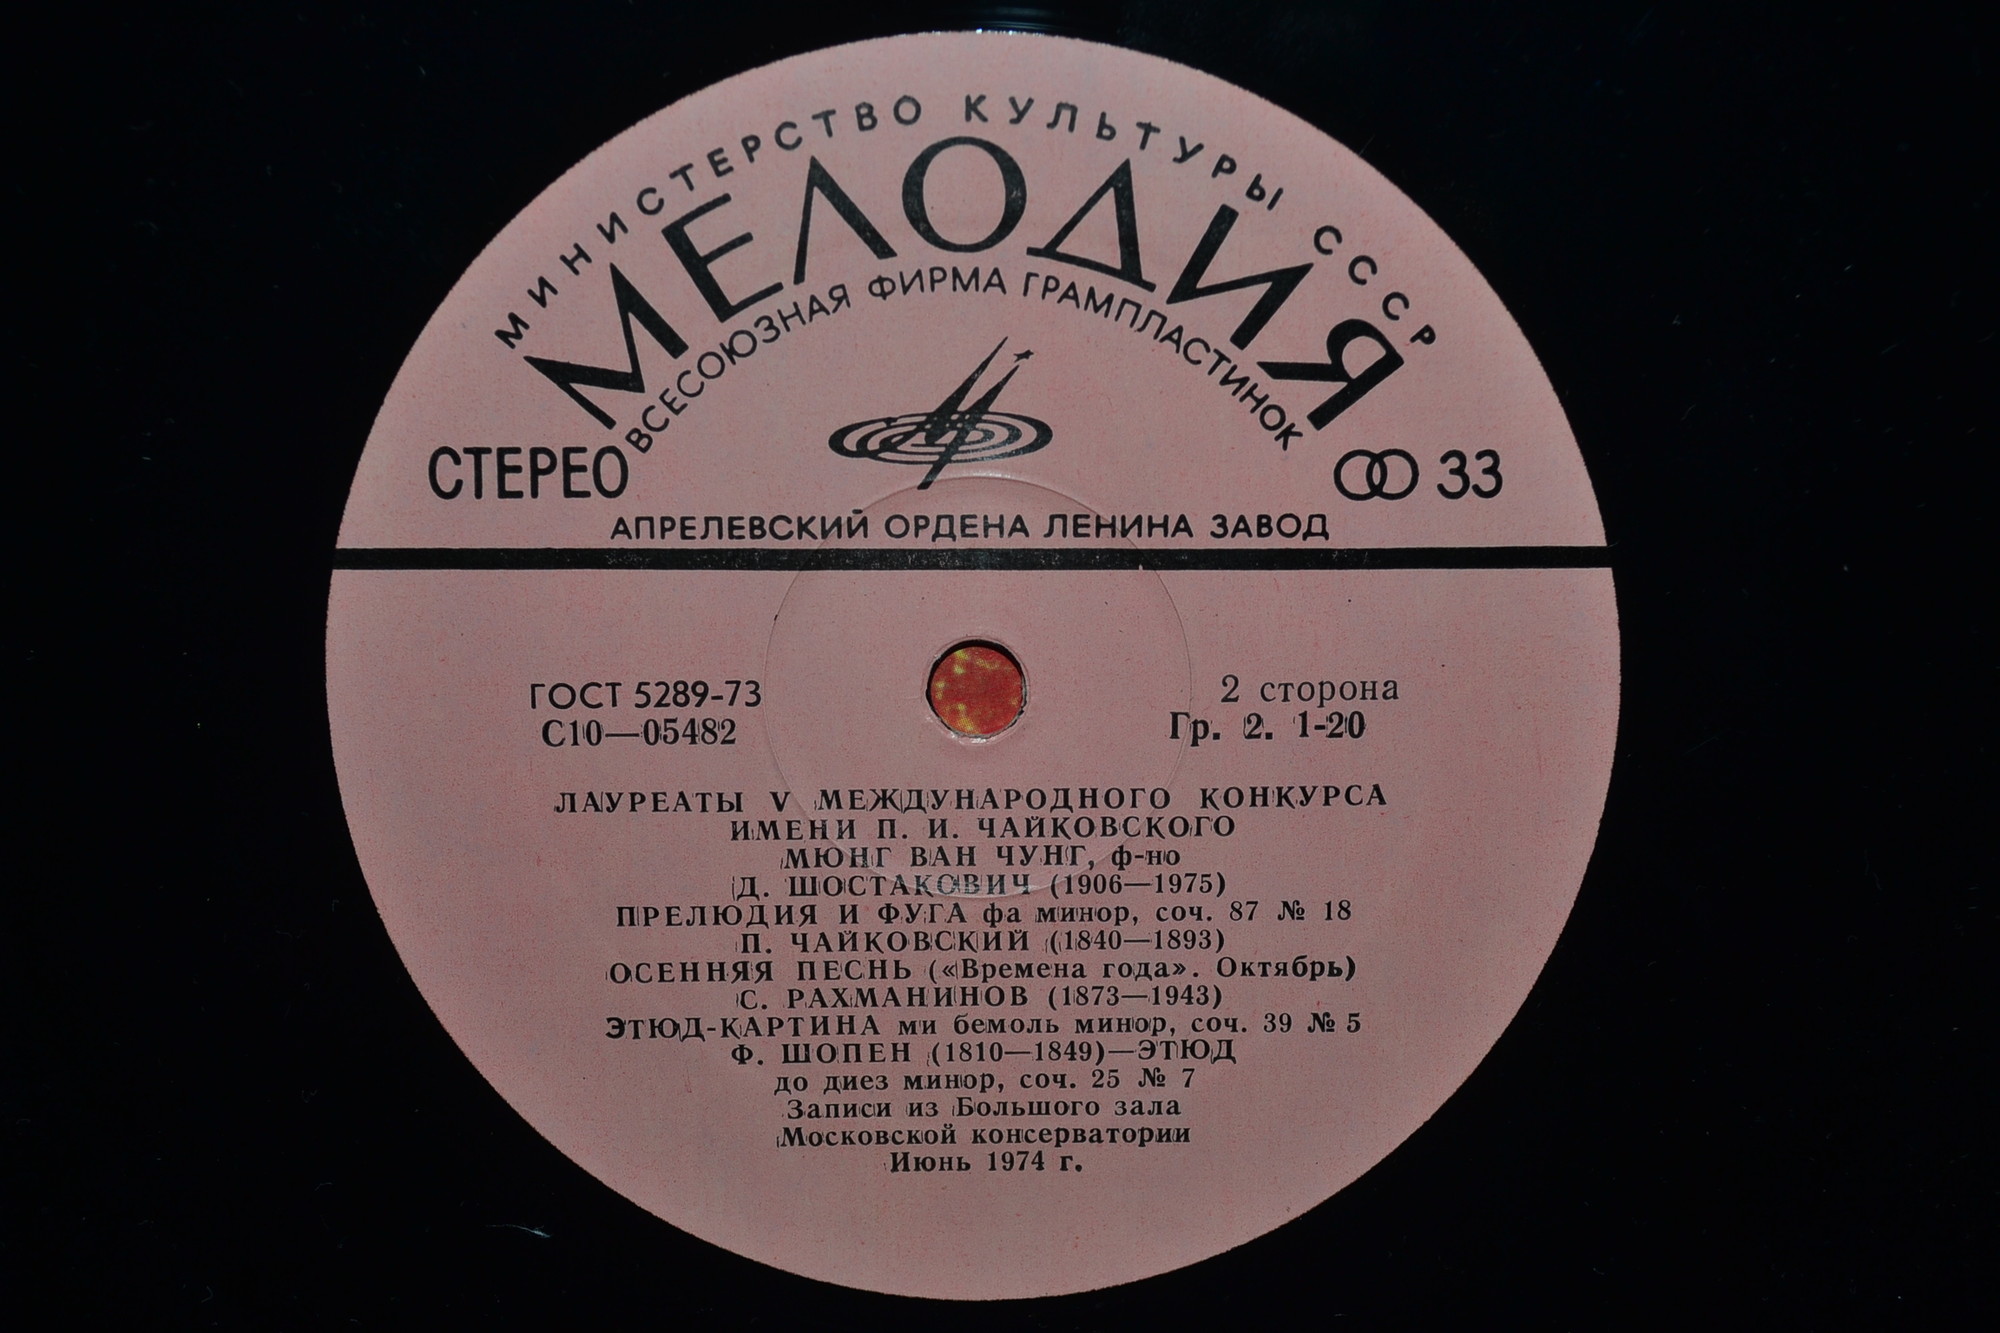 МИНИСТЕРСТВО КУЛЬТУРЫ СССР
МЕЛОДИЯ
ВСЕСОЮЗНАЯ ФИРМА ГРАМПЛАСТИНОК
СТЕРЕО
33
АПРЕЛЕВСКИЙ ОРДЕНА ЛЕНИНА ЗАВОД
ГОСТ 5289-73
2 сторона
С10—05482
Гр. 2. 1-20
ЛАУРЕАТЫ V МЕЖДУНАРОДНОГО КОНКУРСА
ИМЕНИ П. И. ЧАЙКОВСКОГО
МЮНГ ВАН ЧУНГ, ф-но
Д. ШОСТАКОВИЧ (1906—1975)
ПРЕЛЮДИЯ И ФУГА фа минор, соч. 87 № 18
П. ЧАЙКОВСКИЙ (1840—1893)
ОСЕННЯЯ ПЕСНЬ («Времена года». Октябрь)
С. РАХМАНИНОВ (1873—1943)
ЭТЮД-КАРТИНА ми бемоль минор, соч. 39 № 5
Ф. ШОПЕН (1810—1849)—ЭТЮД
до диез минор, соч. 25 № 7
Записи из Большого зала
Московской консерватории
Июнь 1974 г.